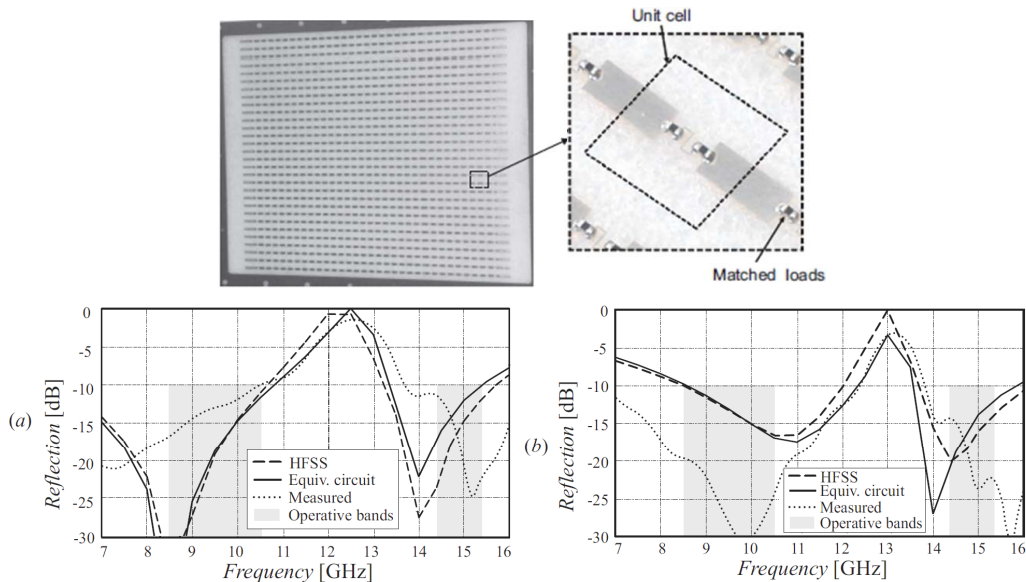 Unit cell
Matched loads
(a)
Reflection [dB]
0
-5
-10
-15
-20
-25
-30
HFSS
Equiv. circuit
Measured
Operative bands
7 8 9 10 11 12 13 14 15 16
Frequency [GHz]
(b)
Reflection [dB]
0
-5
-10
-15
-20
-25
-30
HFSS
Equiv. circuit
Measured
Operative bands
7 8 9 10 11 12 13 14 15 16
Frequency [GHz]